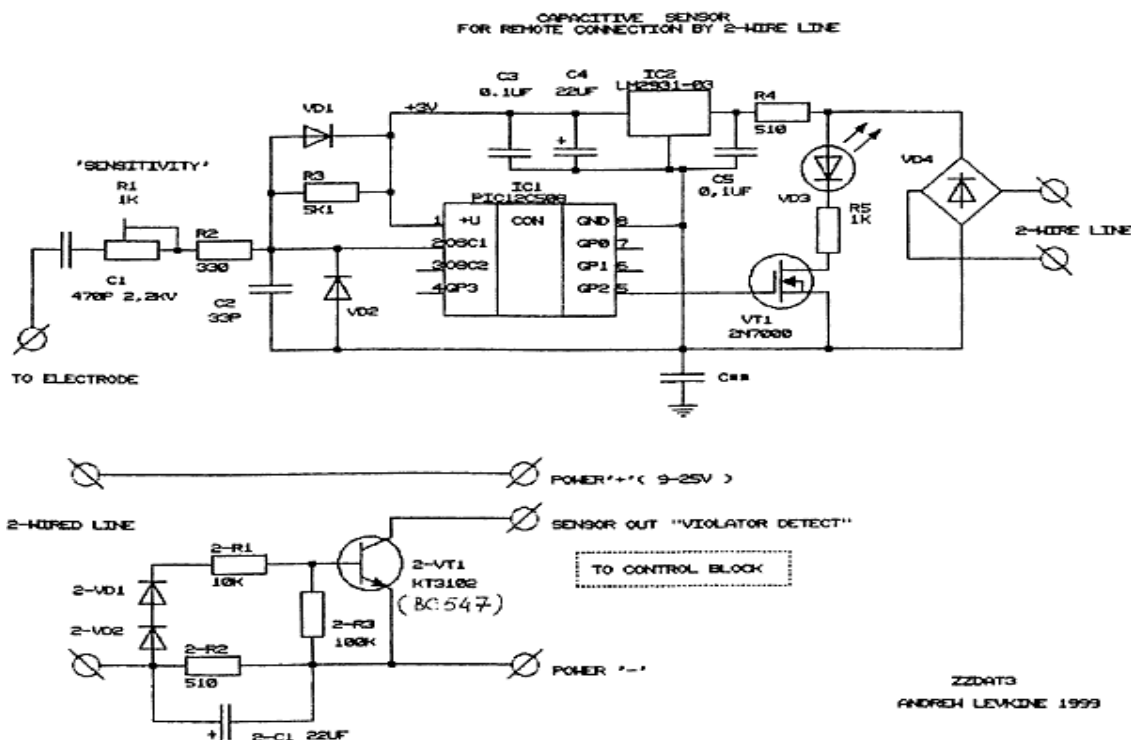 CAPACITIVE SENSOR
FOR REMOTE CONNECTION BY 2-WIRE LINE
C3
0.1UF
C4
22UF
IC2
LM2931-03
R4
510
VD1
+3V
'SENSITIVITY'
R1
1K
R3
5K1
IC1
PIC12C508
C5
0,1UF
VD3
R5
1K
VD4
2-WIRE LINE
1 +U CON GND 8
2 OSC1 GP0 7
3 OSC2 GP1 6
4 GP3 GP2 5
R2
330
C1
470P 2,2KV
C2
33P
VD2
VT1
2N7000
TO ELECTRODE
C**
POWER'+'( 9-25V )
2-WIRED LINE
SENSOR OUT "VIOLATOR DETECT"
2-R1
10K
2-VT1
KT3102
(BC547)
TO CONTROL BLOCK
2-VD1
2-VD2
2-R3
100K
2-R2
510
POWER '-'
+
2-C1 22UF
ZZDAT3
ANDREW LEVKINE 1999